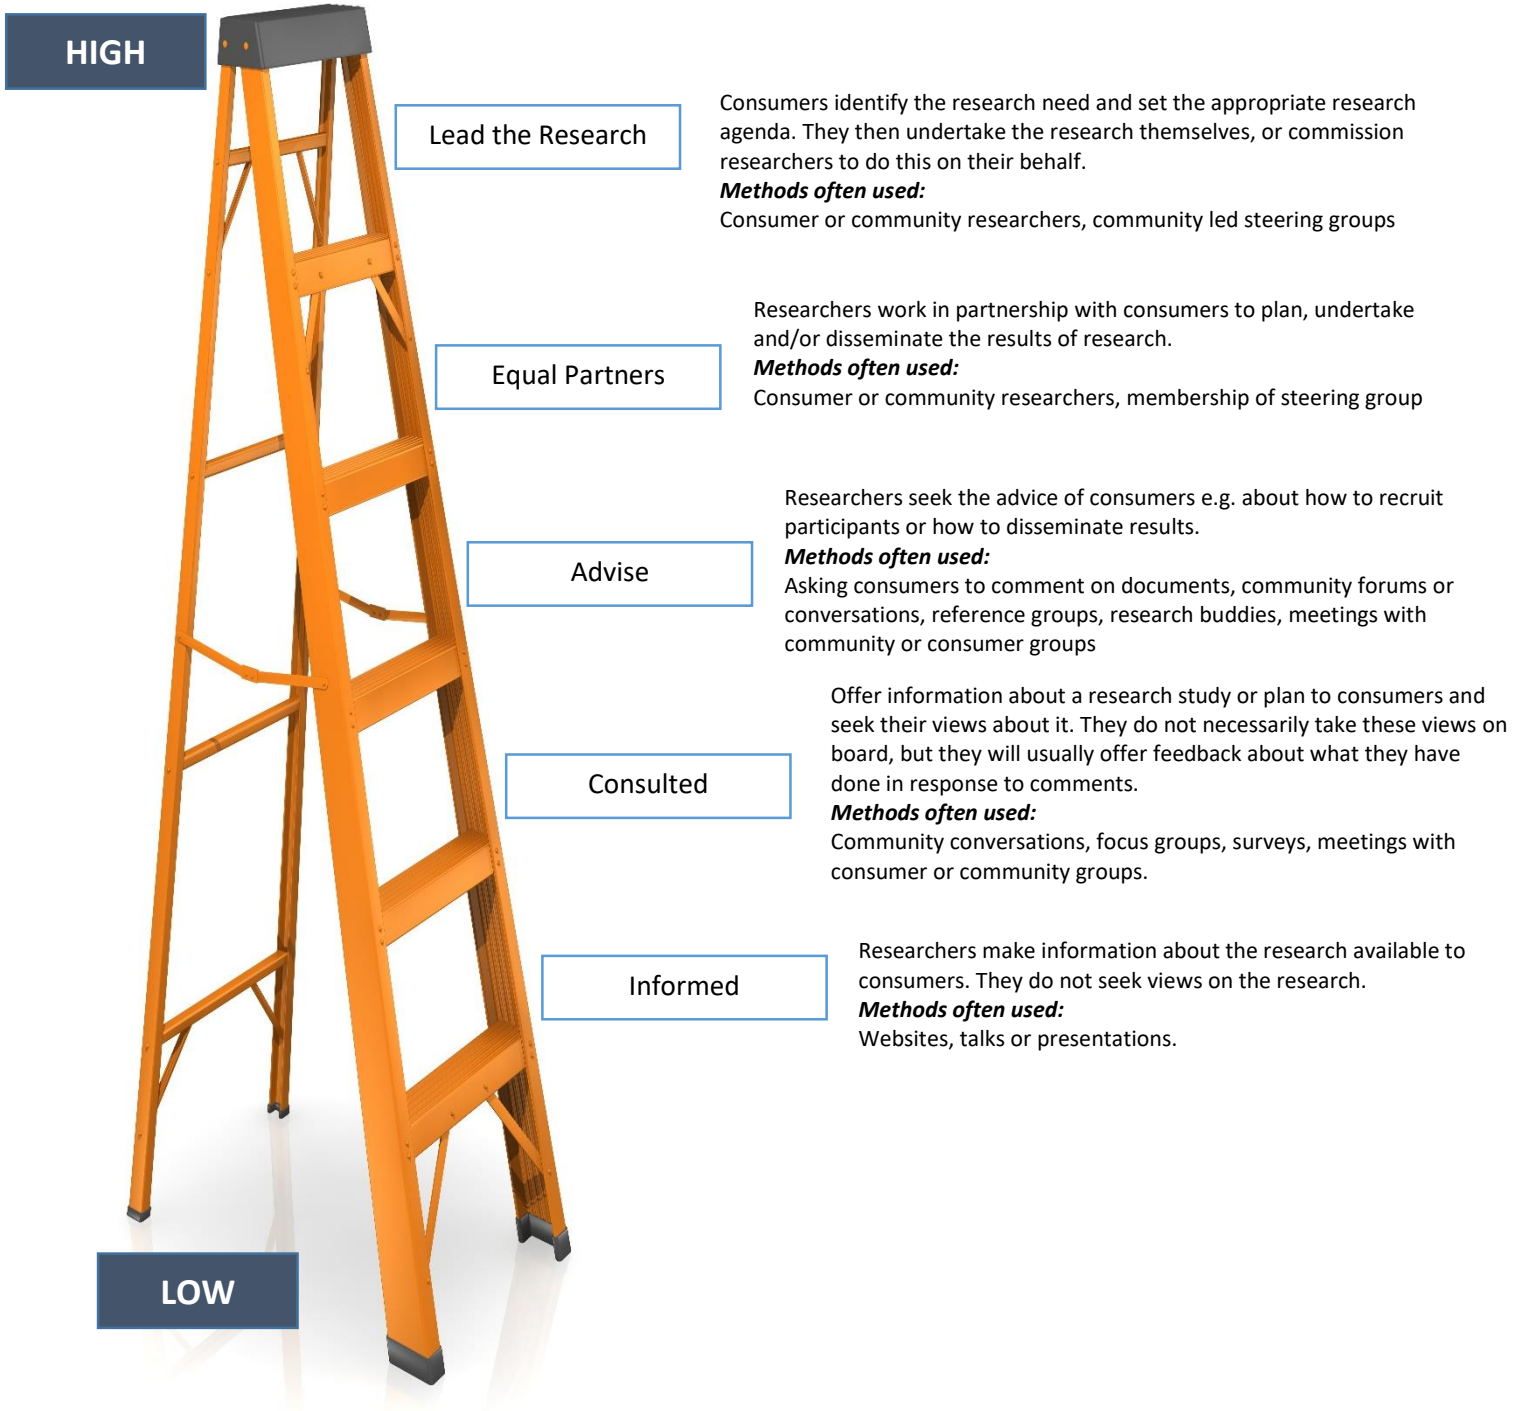 HIGH
Lead the Research
Consumers identify the research need and set the appropriate research
agenda. They then undertake the research themselves, or commission
researchers to do this on their behalf.
Methods often used:
Consumer or community researchers, community led steering groups
Equal Partners
Researchers work in partnership with consumers to plan, undertake
and/or disseminate the results of research.
Methods often used:
Consumer or community researchers, membership of steering group
Advise
Researchers seek the advice of consumers e.g. about how to recruit
participants or how to disseminate results.
Methods often used:
Asking consumers to comment on documents, community forums or
conversations, reference groups, research buddies, meetings with
community or consumer groups
Consulted
Offer information about a research study or plan to consumers and
seek their views about it. They do not necessarily take these views on
board, but they will usually offer feedback about what they have
done in response to comments.
Methods often used:
Community conversations, focus groups, surveys, meetings with
consumer or community groups.
Informed
Researchers make information about the research available to
consumers. They do not seek views on the research.
Methods often used:
Websites, talks or presentations.
LOW